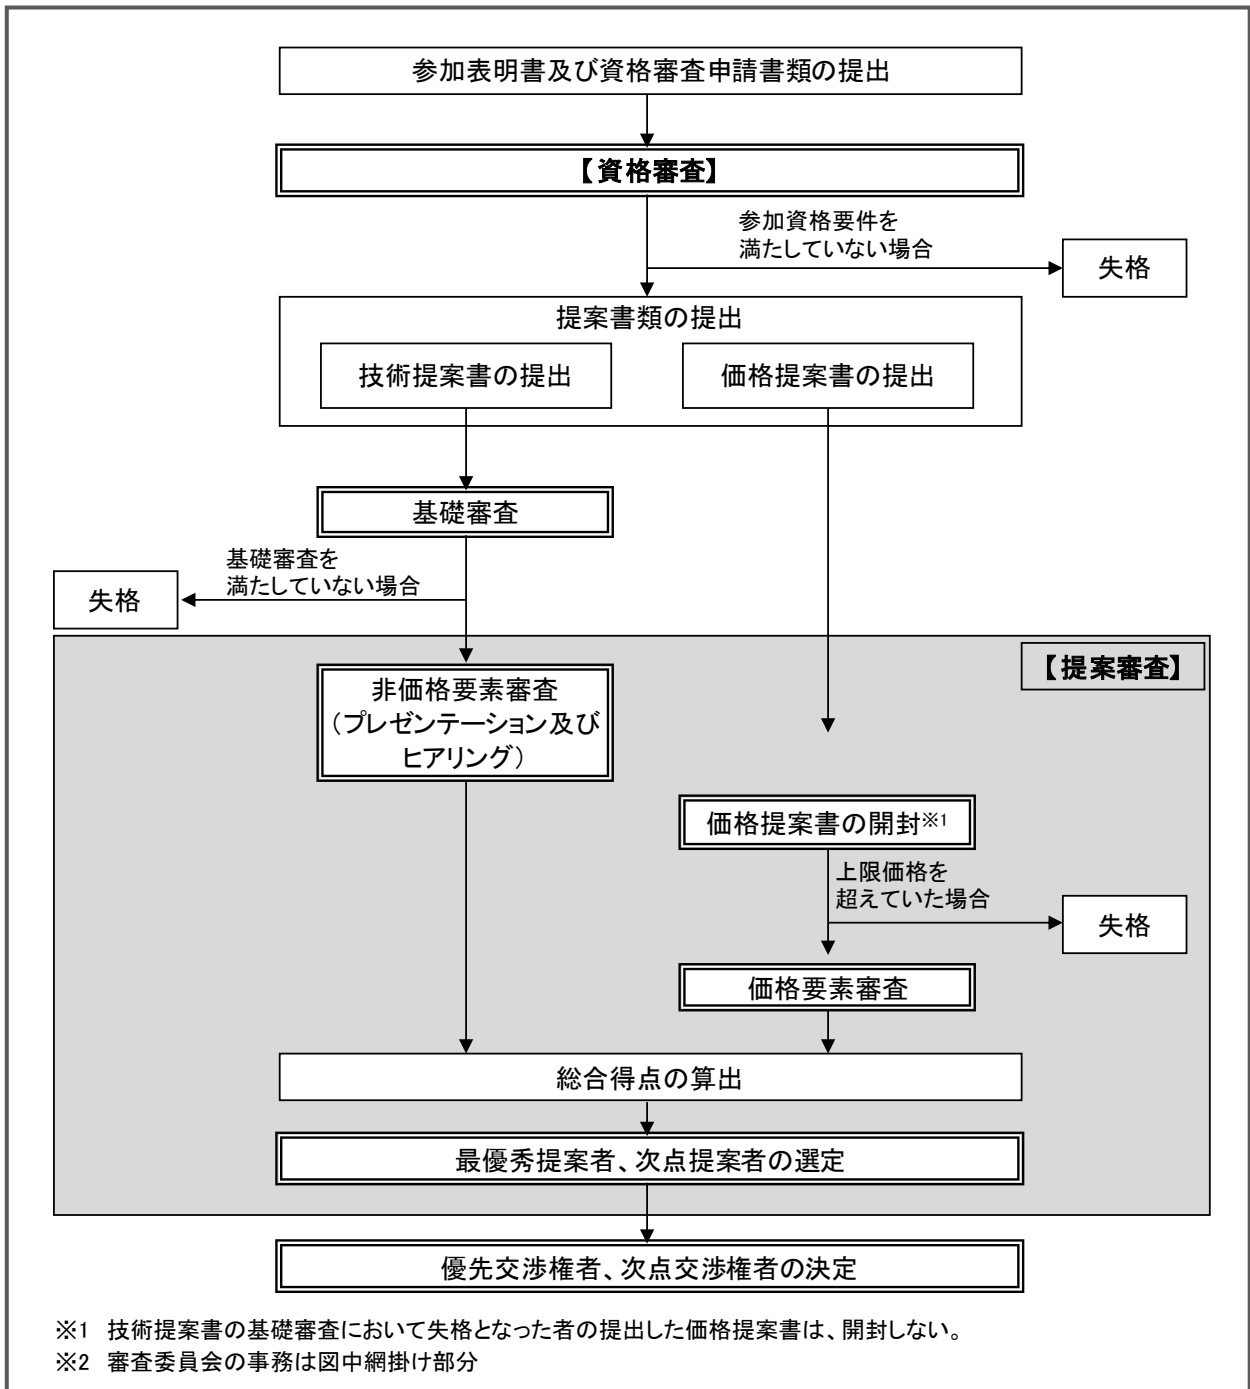 参加表明書及び資格審査申請書類の提出
【資格審査】
参加資格要件を
満たしていない場合
失格
提案書類の提出
技術提案書の提出
価格提案書の提出
基礎審査
基礎審査を
満たしていない場合
失格
【提案審査】
非価格要素審査
（プレゼンテーション及び
ヒアリング）
価格提案書の開封※1
上限価格を
超えていた場合
失格
価格要素審査
総合得点の算出
最優秀提案者、次点提案者の選定
優先交渉権者、次点交渉権者の決定
※1 技術提案書の基礎審査において失格となった者の提出した価格提案書は、開封しない。
※2 審査委員会の事務は図中網掛け部分